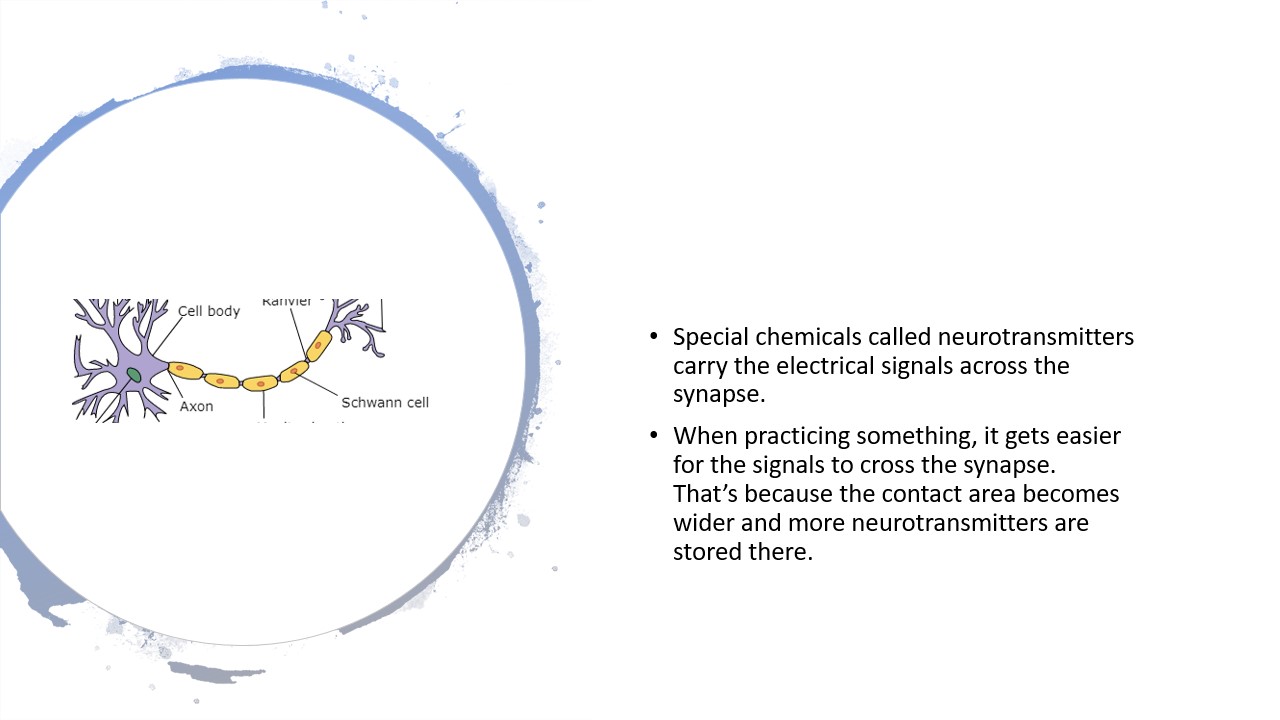 Cell body
Ranvier
Axon
Schwann cell
• Special chemicals called neurotransmitters
carry the electrical signals across the
synapse.
• When practicing something, it gets easier
for the signals to cross the synapse.
That’s because the contact area becomes
wider and more neurotransmitters are
stored there.